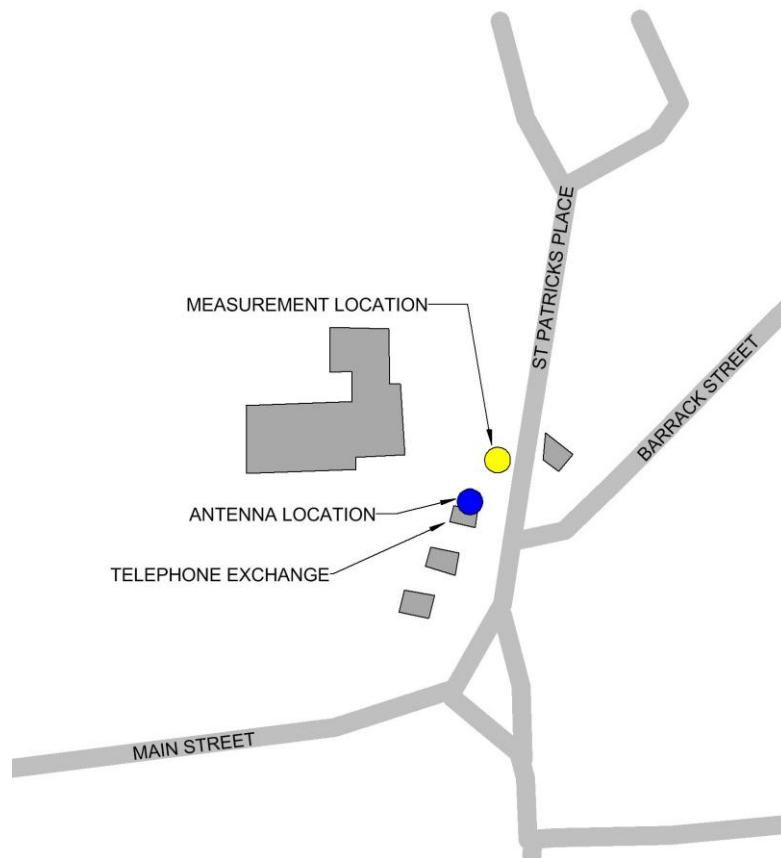 ST PATRICKS PLACE
MEASUREMENT LOCATION
BARRACK STREET
ANTENNA LOCATION
TELEPHONE EXCHANGE
MAIN STREET